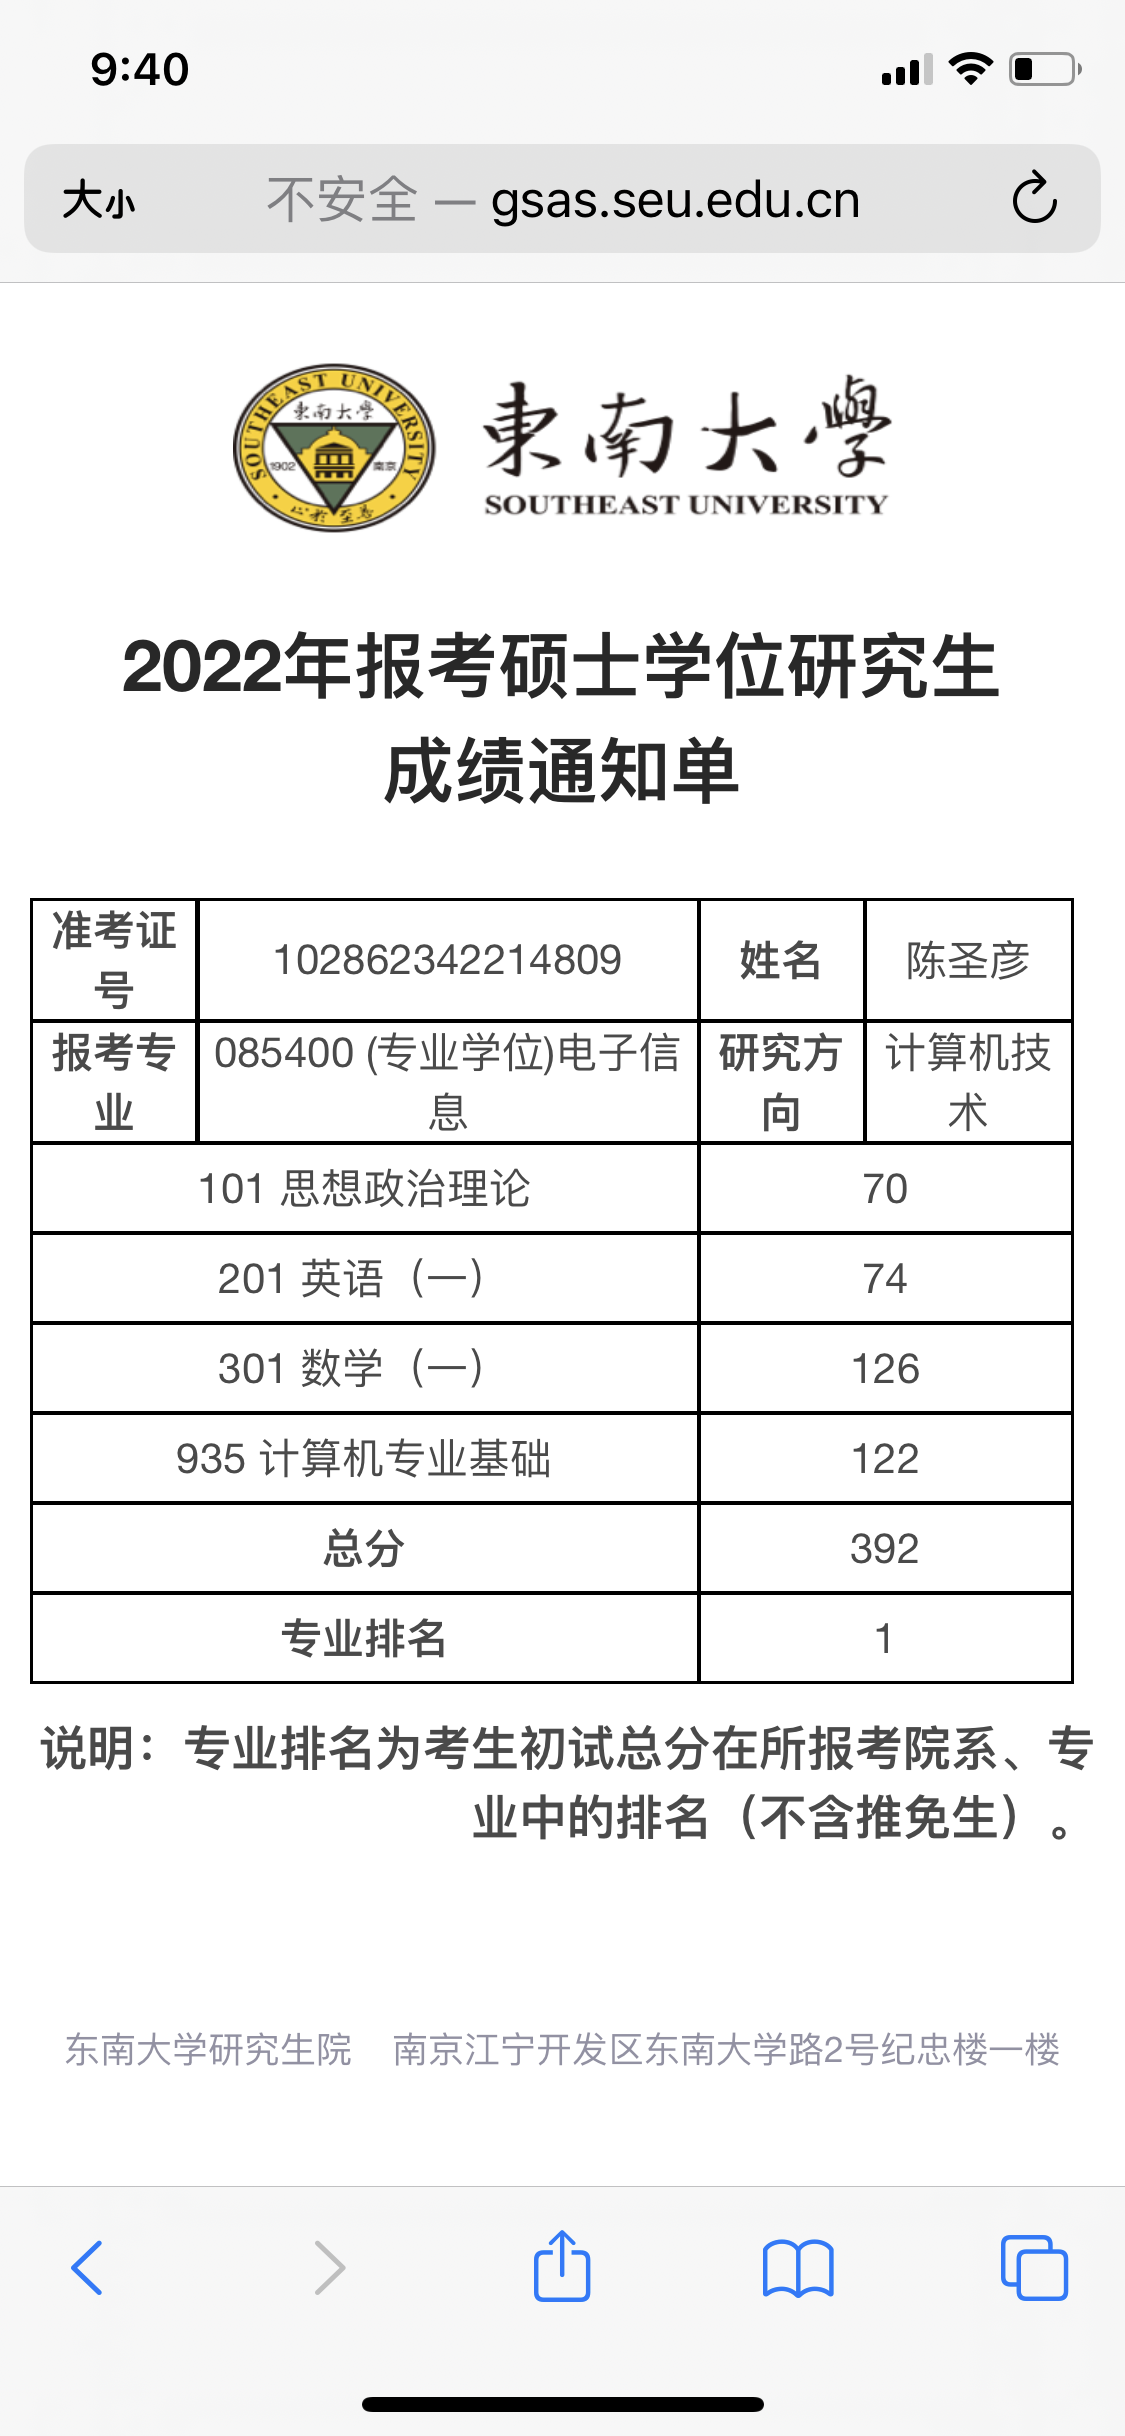 9:40
大小
不安全 — gsas.seu.edu.cn
SOUTHEAST UNIVERSITY
東南大學
1902
南京
東南大學
SOUTHEAST UNIVERSITY
2022年报考硕士学位研究生
成绩通知单
准考证号
102862342214809
姓名
陈圣彦
报考专业
085400 (专业学位)电子信息
研究方向
计算机技术
101 思想政治理论 70
201 英语（一） 74
301 数学（一） 126
935 计算机专业基础 122
总分 392
专业排名 1
说明：专业排名为考生初试总分在所报考院系、专
业中的排名（不含推免生）。
东南大学研究生院 南京江宁开发区东南大学路2号纪忠楼一楼